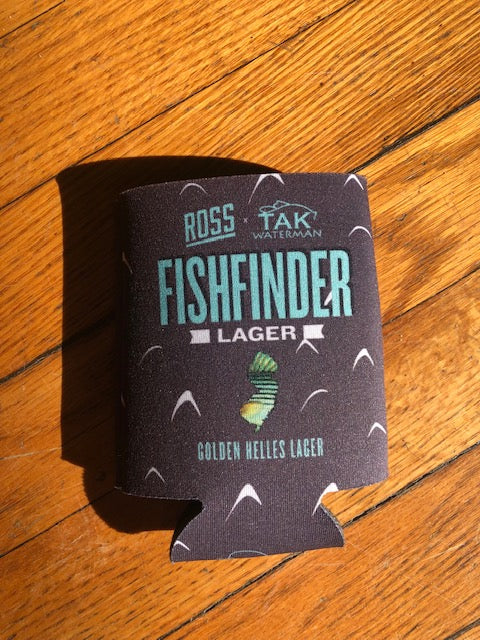 ROSS × TAK
WATERMAN
FISHFINDER
LAGER
GOLDEN HELLES LAGER